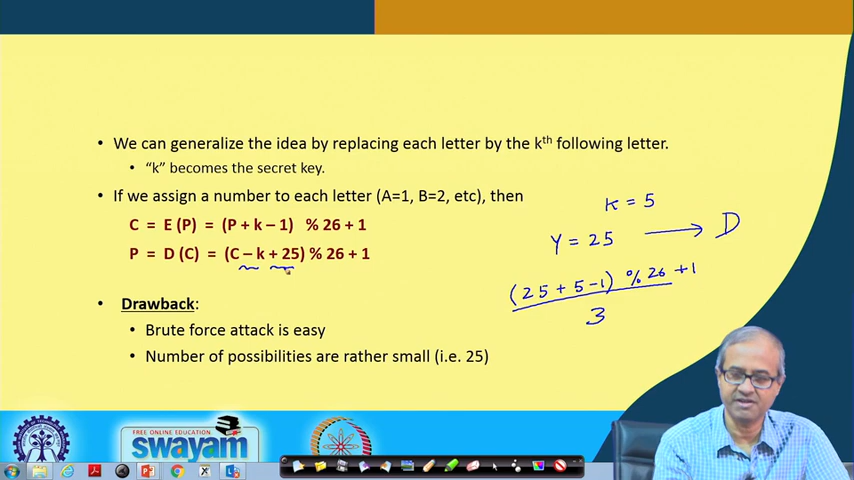 • We can generalize the idea by replacing each letter by the kth following letter.
• “k” becomes the secret key.
• If we assign a number to each letter (A=1, B=2, etc), then
C = E (P) = (P + k – 1) % 26 + 1
P = D (C) = (C – k + 25) % 26 + 1
K = 5
Y = 25 → D
(25 + 5 - 1) % 26 + 1
3
• Drawback:
• Brute force attack is easy
• Number of possibilities are rather small (i.e. 25)
FREE ONLINE EDUCATION
swayam